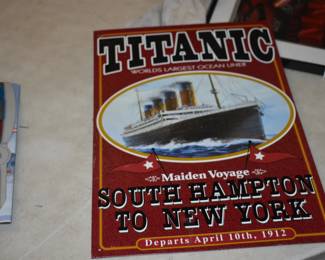 TITANIC
WORLDS LARGEST OCEAN LINER
Maiden Voyage
SOUTH HAMPTON
TO NEW YORK
Departs April 10th, 1912